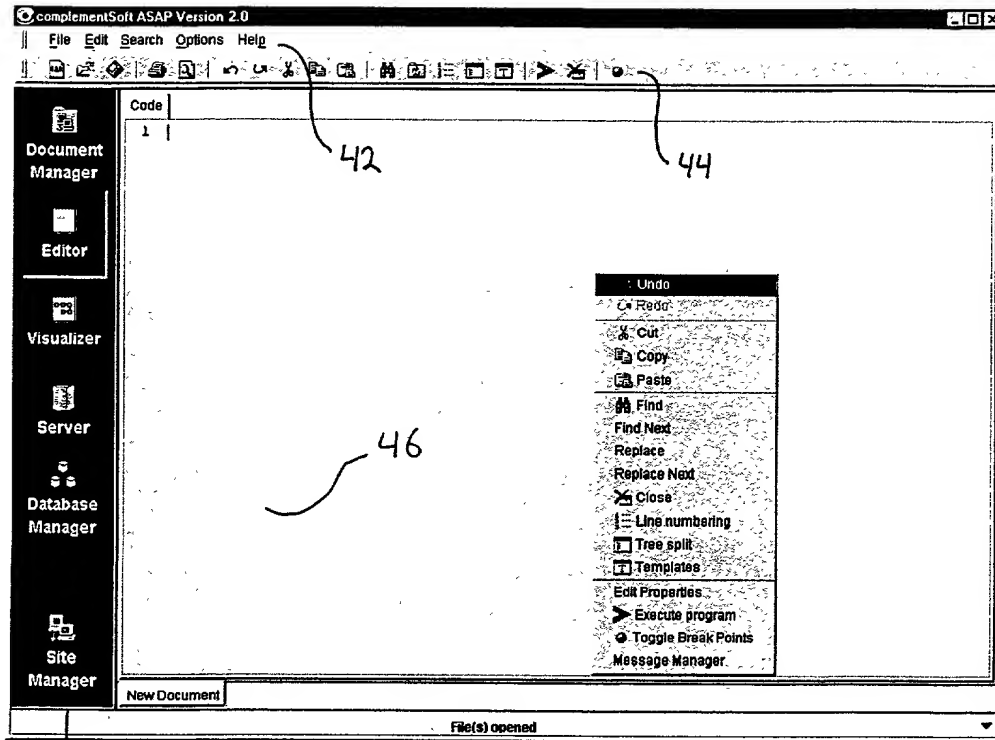 complementSoft ASAP Version 2.0
File Edit Search Options Help
Code
1
42
44
Document
Manager
Editor
Visualizer
Server
Database
Manager
Site
Manager
46
Undo
Redo
Cut
Copy
Paste
Find
Find Next
Replace
Replace Next
Close
Line numbering
Tree split
Templates
Edit Properties
Execute program
Toggle Break Points
Message Manager
New Document
File(s) opened